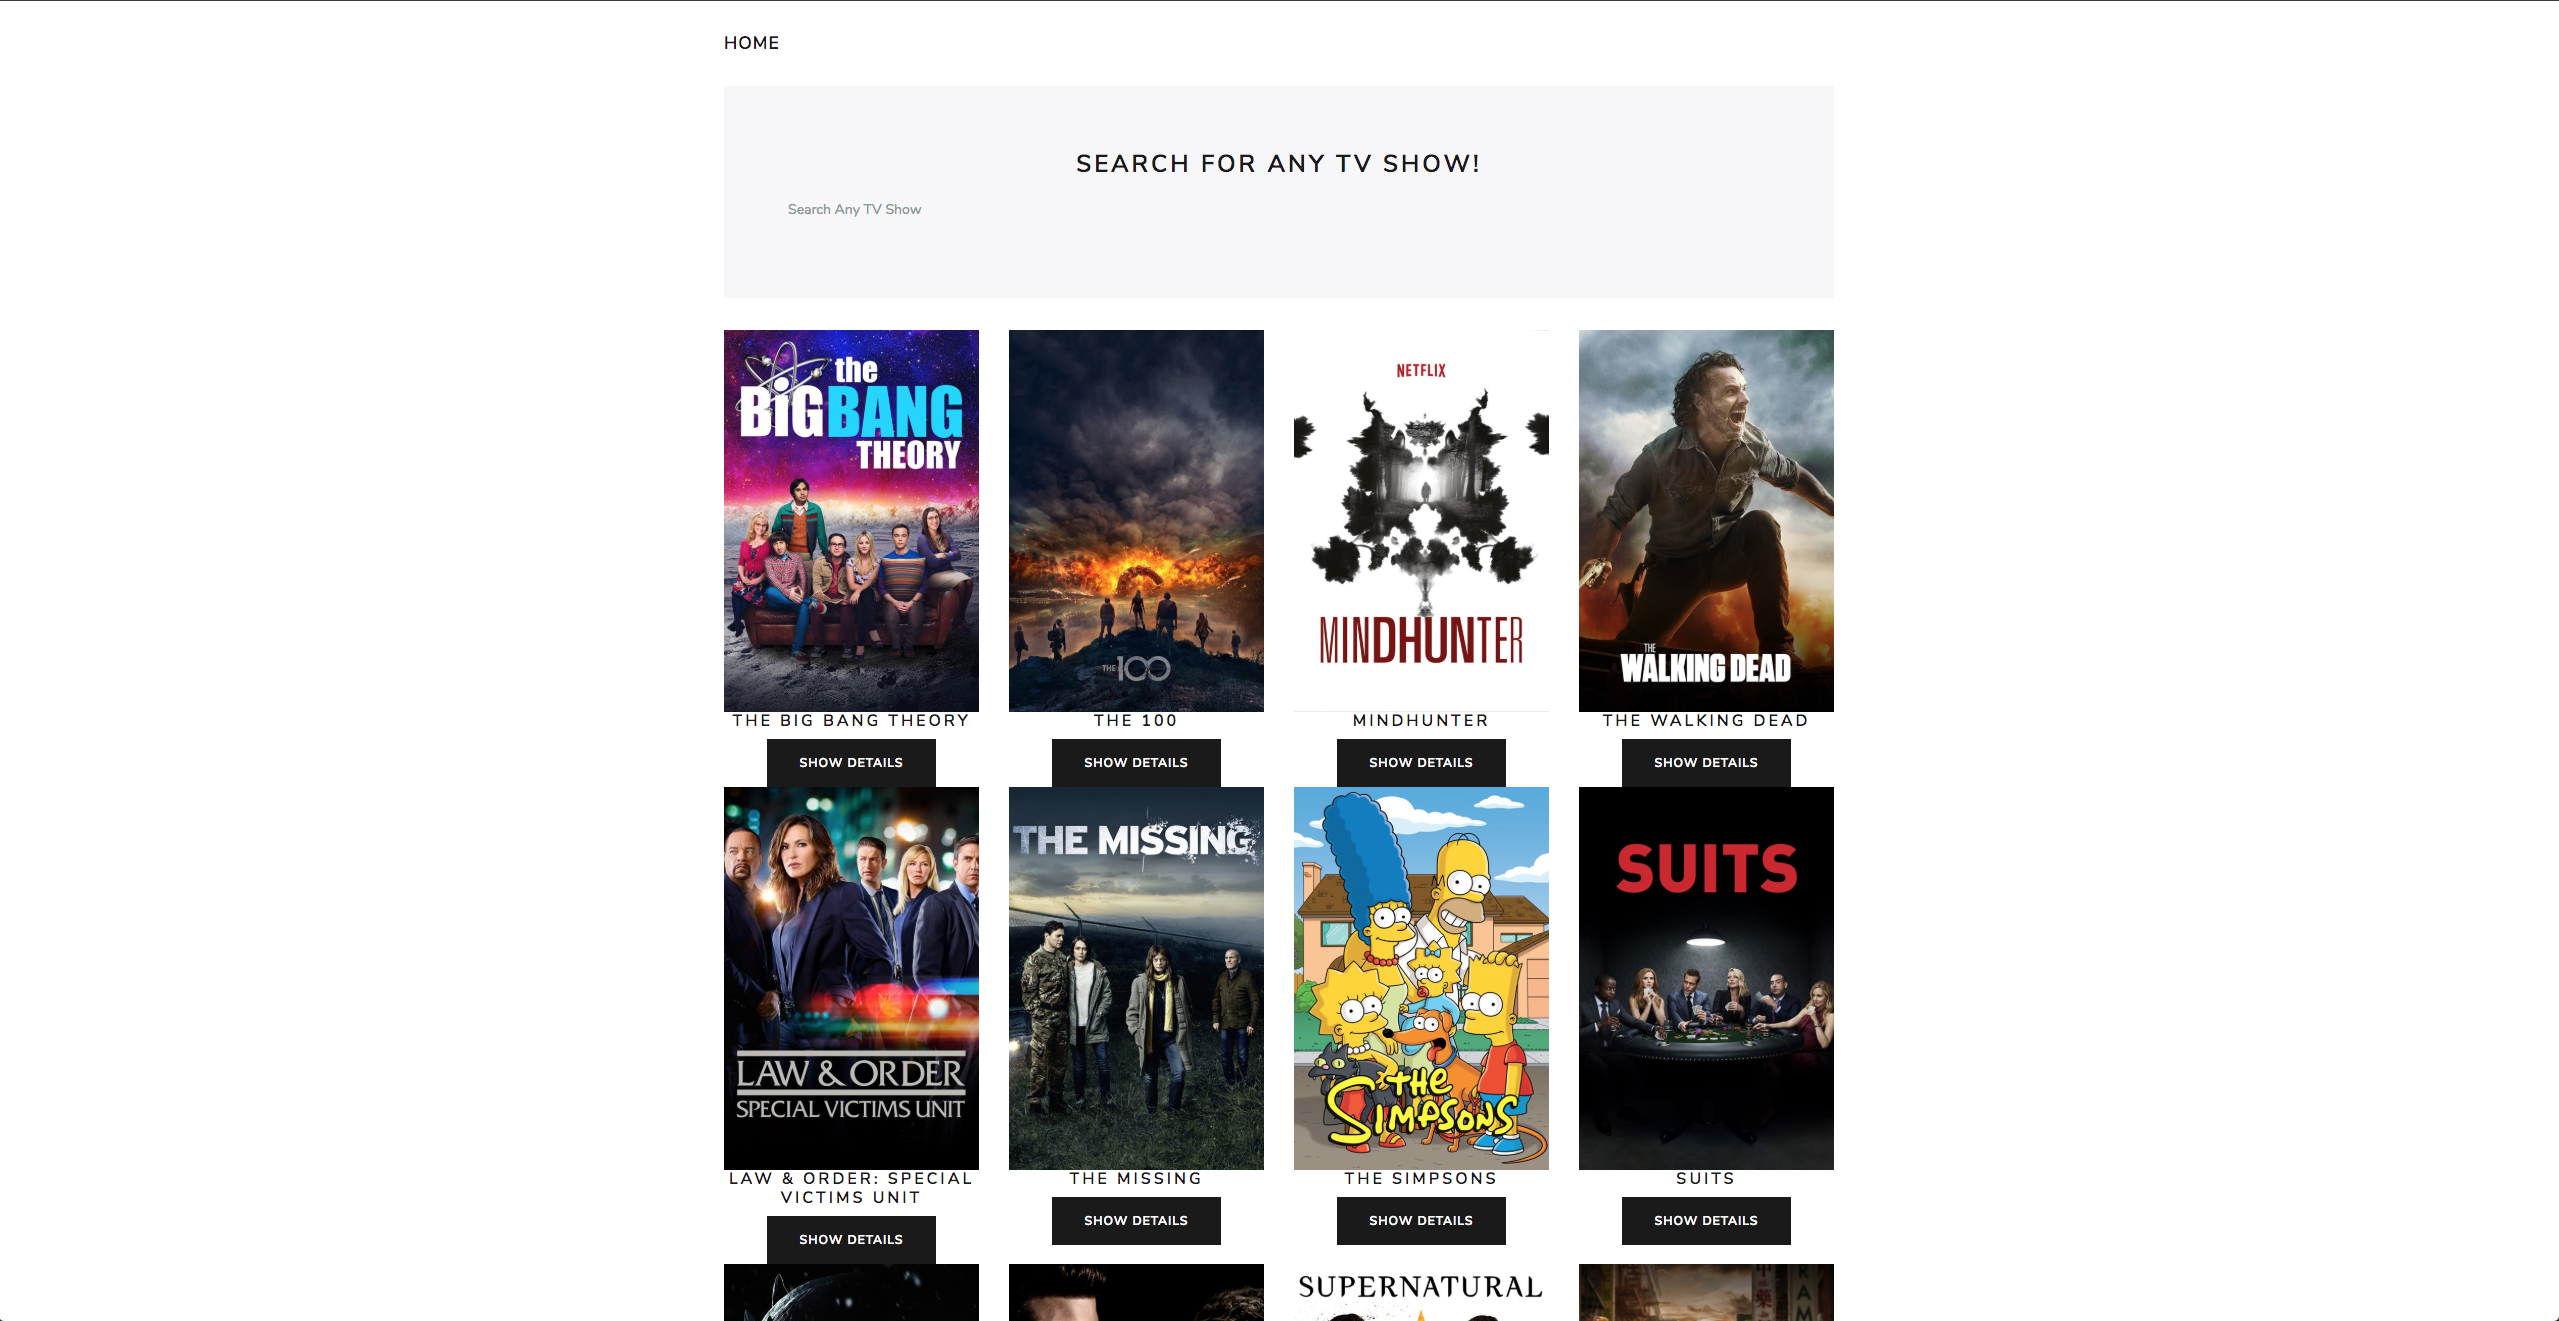 HOME
SEARCH FOR ANY TV SHOW!
Search Any TV Show
the
BIG BANG
THEORY
THE 100
NETFLIX
MINDHUNTER
THE
WALKING DEAD
THE BIG BANG THEORY
THE 100
MINDHUNTER
THE WALKING DEAD
SHOW DETAILS
SHOW DETAILS
SHOW DETAILS
SHOW DETAILS
LAW & ORDER
SPECIAL VICTIMS UNIT
THE MISSING
THE
SIMPSONS
SUITS
LAW & ORDER: SPECIAL
VICTIMS UNIT
THE MISSING
THE SIMPSONS
SUITS
SHOW DETAILS
SHOW DETAILS
SHOW DETAILS
SHOW DETAILS
SUPERNATURAL